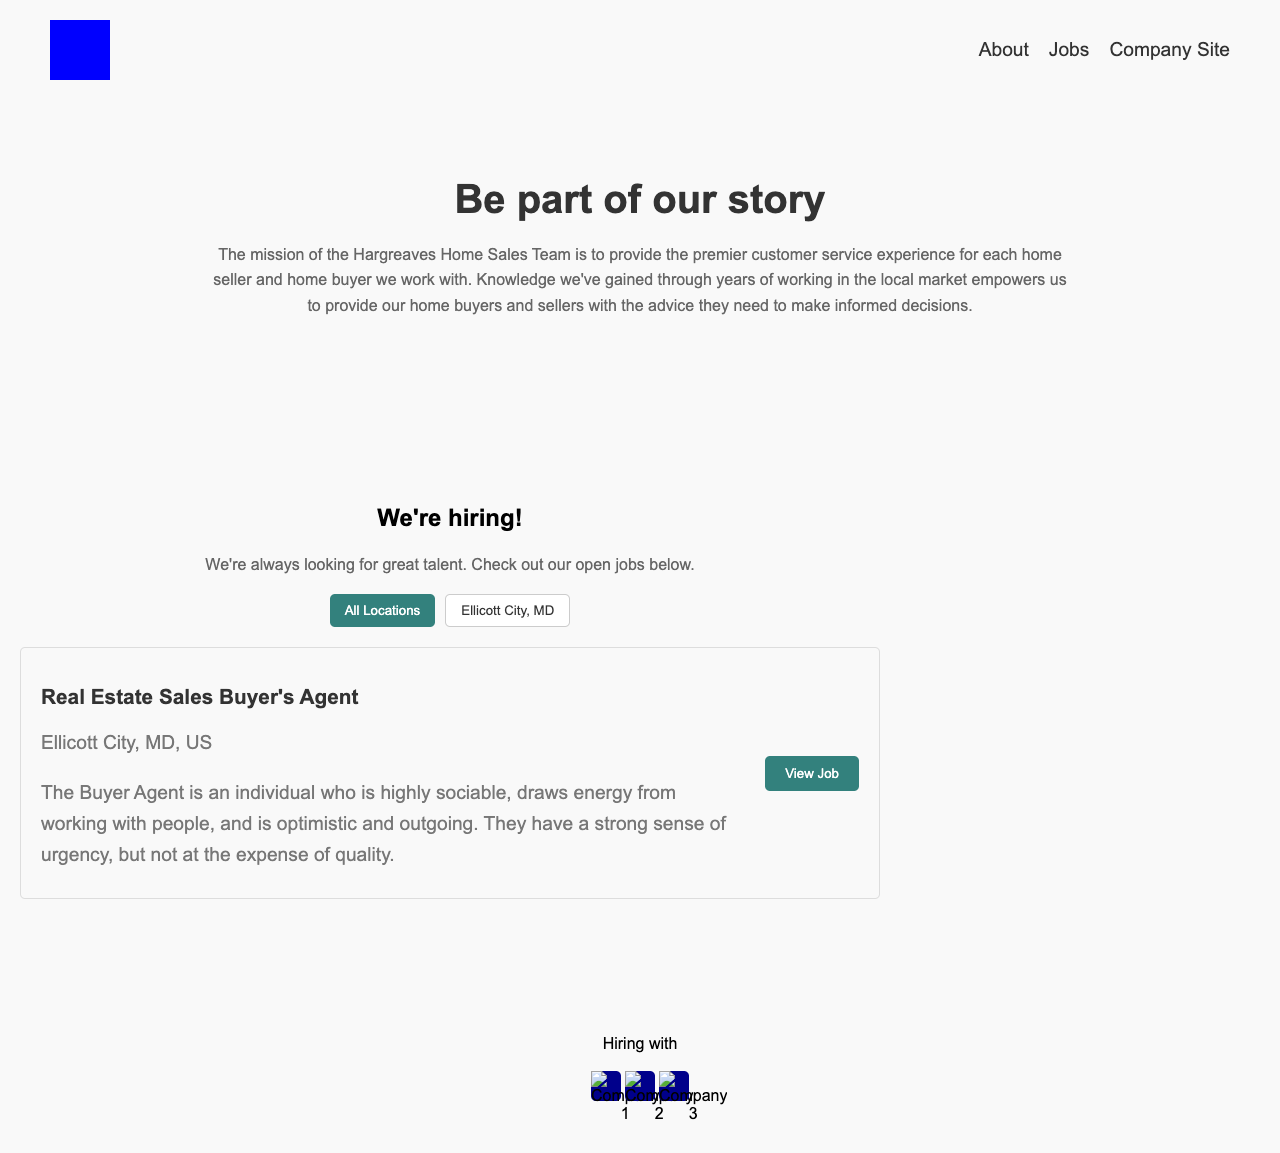 About Jobs Company Site
Be part of our story
The mission of the Hargreaves Home Sales Team is to provide the premier customer service experience for each home
seller and home buyer we work with. Knowledge we've gained through years of working in the local market empowers us
to provide our home buyers and sellers with the advice they need to make informed decisions.
We're hiring!
We're always looking for great talent. Check out our open jobs below.
All Locations Ellicott City, MD
Real Estate Sales Buyer's Agent
Ellicott City, MD, US
The Buyer Agent is an individual who is highly sociable, draws energy from
working with people, and is optimistic and outgoing. They have a strong sense of
urgency, but not at the expense of quality.
View Job
Hiring with
1 2 3